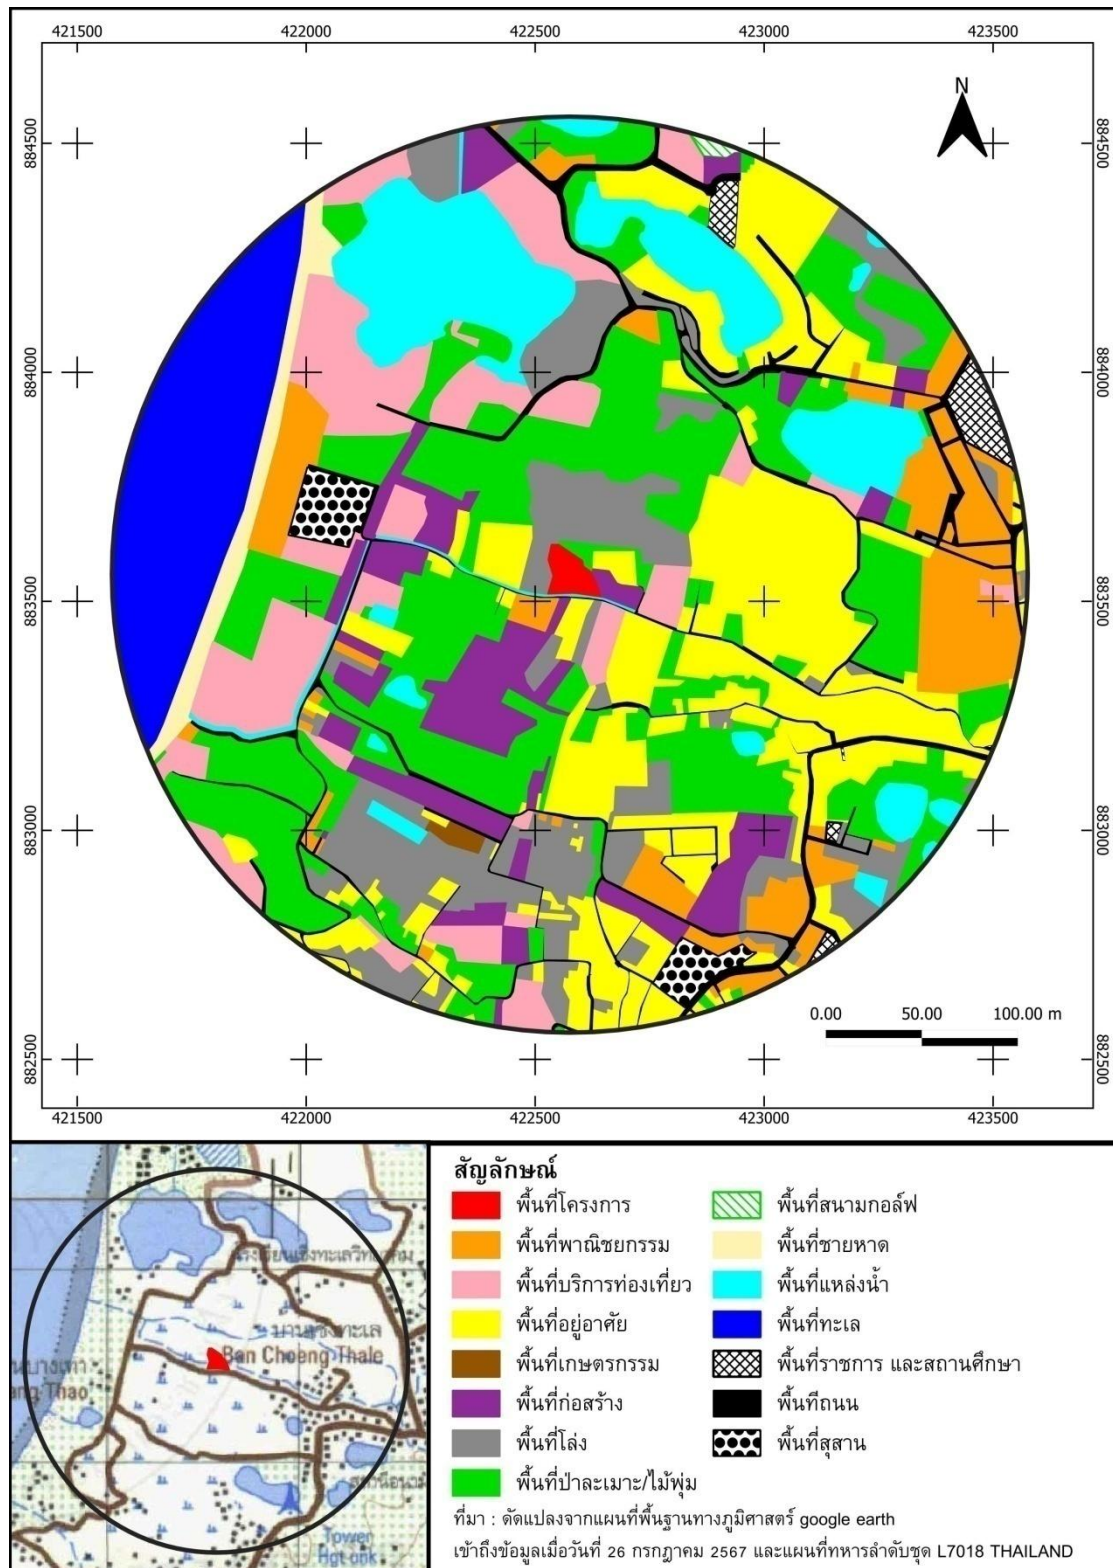 421500 422000 422500 423000 423500
N
884500 884500
884000 884000
883500 883500
883000 883000
882500 882500
0.00 50.00 100.00 m
421500 422000 422500 423000 423500
สัญลักษณ์
พื้นที่โครงการ
พื้นที่พาณิชยกรรม
พื้นที่บริการท่องเที่ยว
พื้นที่อยู่อาศัย
พื้นที่เกษตรกรรม
พื้นที่ก่อสร้าง
พื้นที่โล่ง
พื้นที่ป่าละเมาะ/ไม้พุ่ม
พื้นที่สนามกอล์ฟ
พื้นที่ชายหาด
พื้นที่แหล่งน้ำ
พื้นที่ทะเล
พื้นที่ราชการ และสถานศึกษา
พื้นที่ถนน
พื้นที่สุสาน
ที่มา : ดัดแปลงจากแผนที่พื้นฐานทางภูมิศาสตร์ google earth
เข้าถึงข้อมูลเมื่อวันที่ 26 กรกฎาคม 2567 และแผนที่ทหารลำดับชุด L7018 THAILAND
บานเชิงทะเล
Ban Choeng Thale
ang Thao
Tower